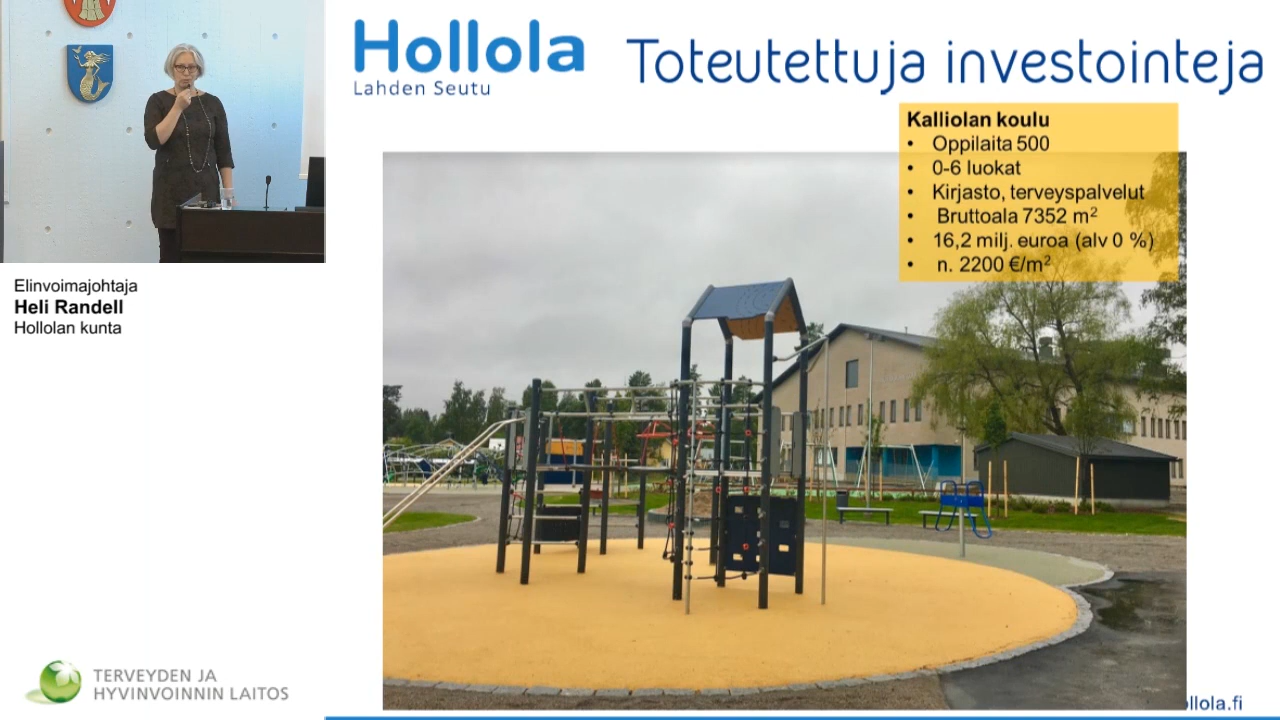 Hollola
Lahden Seutu
Toteutettuja investointeja
Kalliolan koulu
• Oppilaita 500
• 0-6 luokat
• Kirjasto, terveyspalvelut
• Bruttoala 7352 m²
• 16,2 milj. euroa (alv 0 %)
• n. 2200 €/m²
Elinvoimajohtaja
Heli Randell
Hollolan kunta
TERVEYDEN JA
HYVINVOINNIN LAITOS
ollola.fi